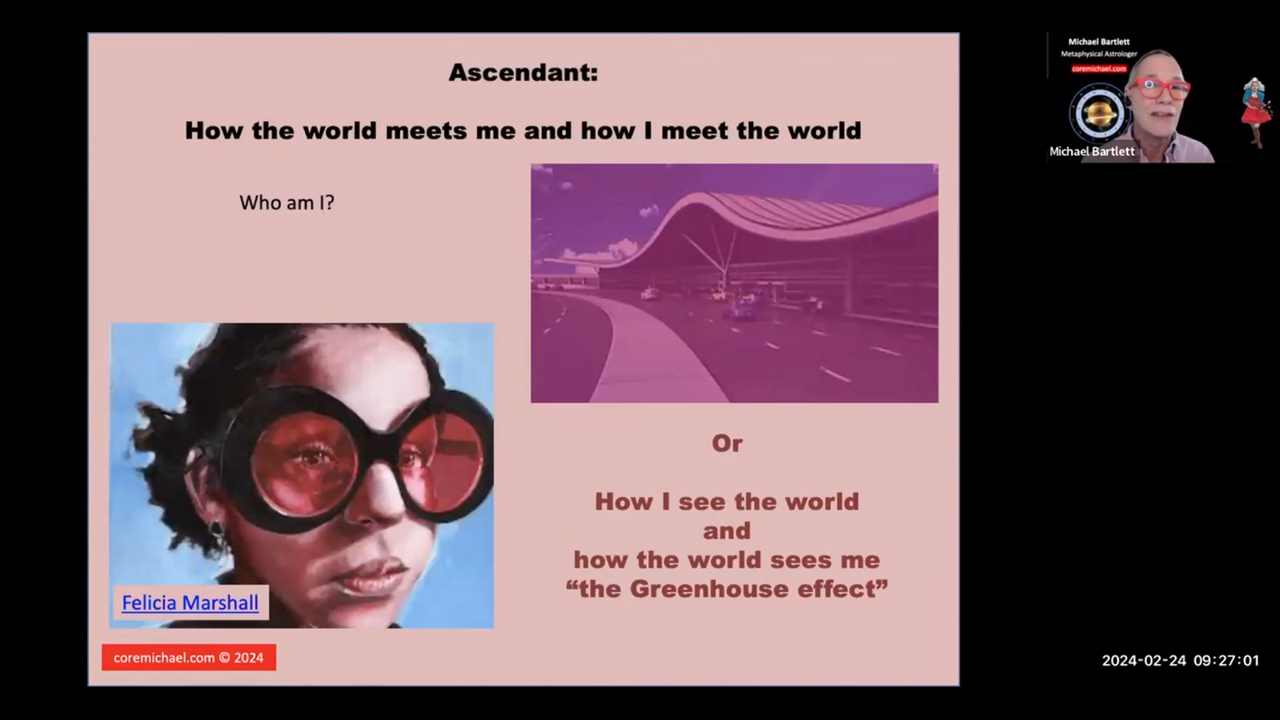 Ascendant:
How the world meets me and how I meet the world
Who am I?
Or
How I see the world
and
how the world sees me
“the Greenhouse effect”
Felicia Marshall
coremichael.com © 2024
Michael Bartlett
Metaphysical Astrologer
coremichael.com
Michael Bartlett
2024-02-24 09:27:01